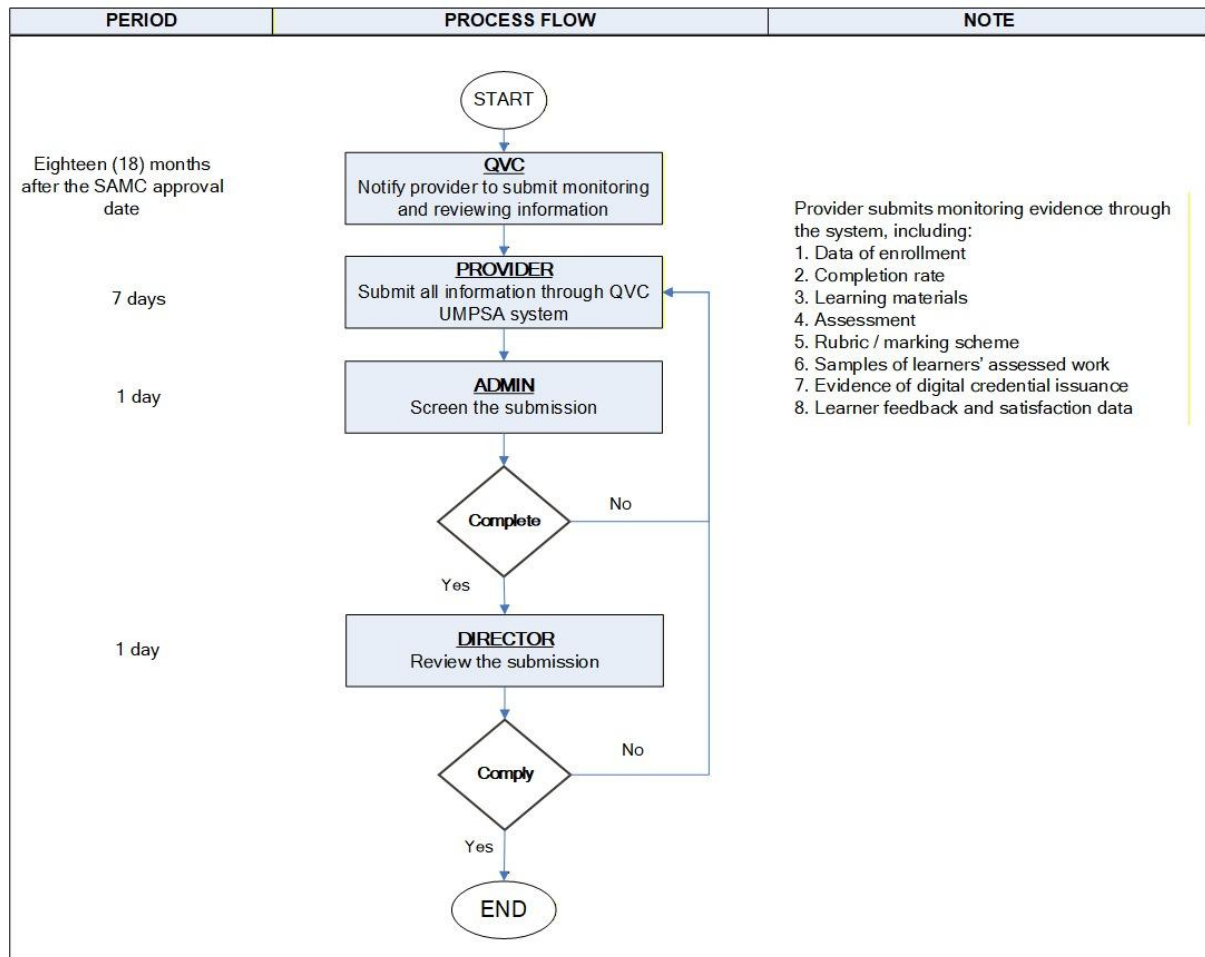 PERIOD
PROCESS FLOW
NOTE
START
Eighteen (18) months
after the SAMC approval
date
QVC
Notify provider to submit monitoring
and reviewing information
Provider submits monitoring evidence through
the system, including:
1. Data of enrollment
2. Completion rate
3. Learning materials
4. Assessment
5. Rubric / marking scheme
6. Samples of learners' assessed work
7. Evidence of digital credential issuance
8. Learner feedback and satisfaction data
7 days
PROVIDER
Submit all information through QVC
UMPSA system
1 day
ADMIN
Screen the submission
Complete
No
Yes
1 day
DIRECTOR
Review the submission
Comply
No
Yes
END